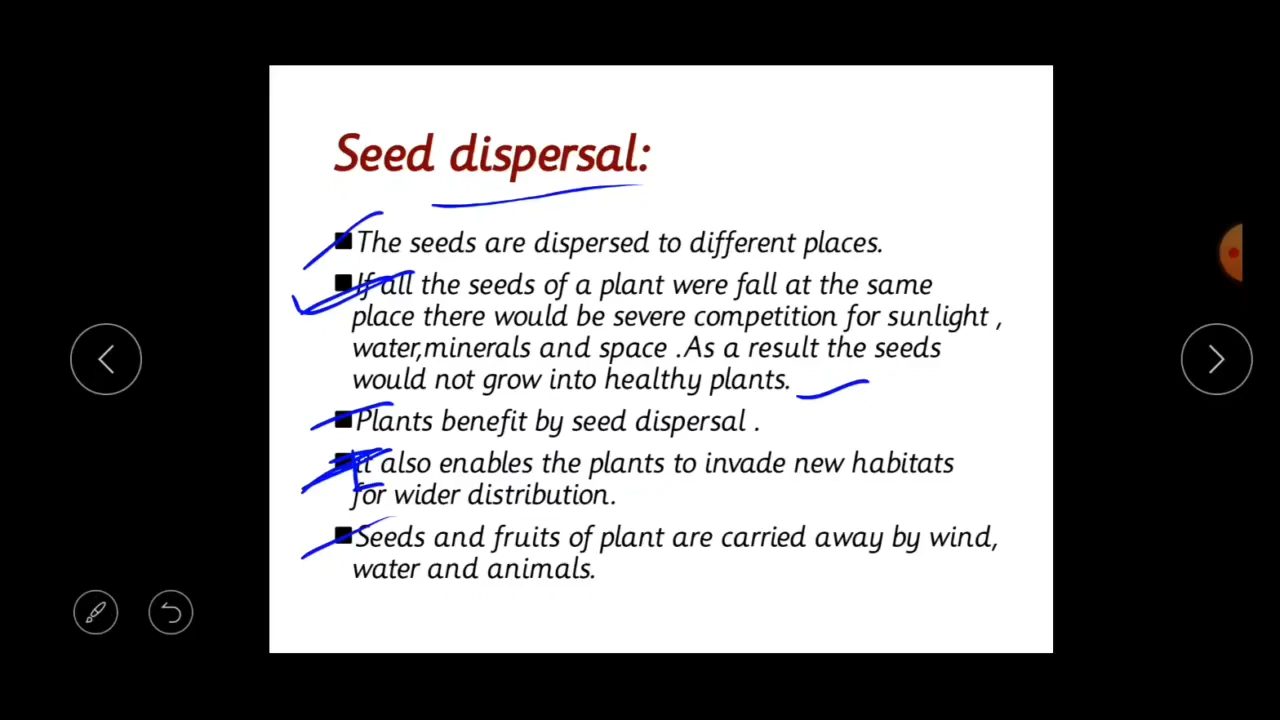 Seed dispersal:
The seeds are dispersed to different places.
If all the seeds of a plant were fall at the same
place there would be severe competition for sunlight ,
water,minerals and space .As a result the seeds
would not grow into healthy plants.
Plants benefit by seed dispersal .
It also enables the plants to invade new habitats
for wider distribution.
Seeds and fruits of plant are carried away by wind,
water and animals.